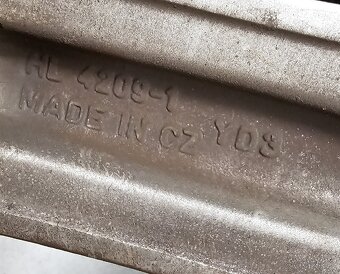 HL 4209-1
MADE IN CZ YD3